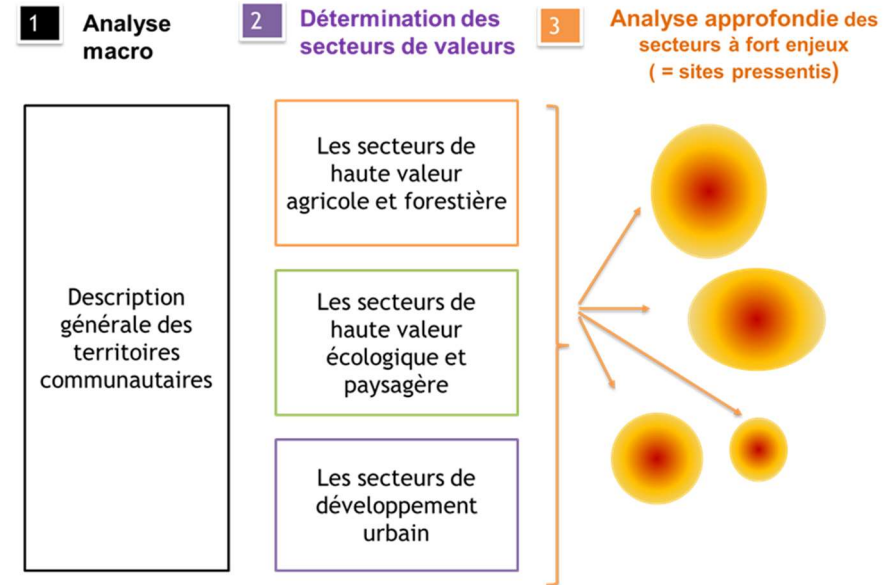 1
Analyse
macro
2
Détermination des
secteurs de valeurs
3
Analyse approfondie des
secteurs à fort enjeux
( = sites pressentis)
Description
générale des
territoires
communautaires
Les secteurs de
haute valeur
agricole et forestière
Les secteurs de
haute valeur
écologique et
paysagère
Les secteurs de
développement
urbain